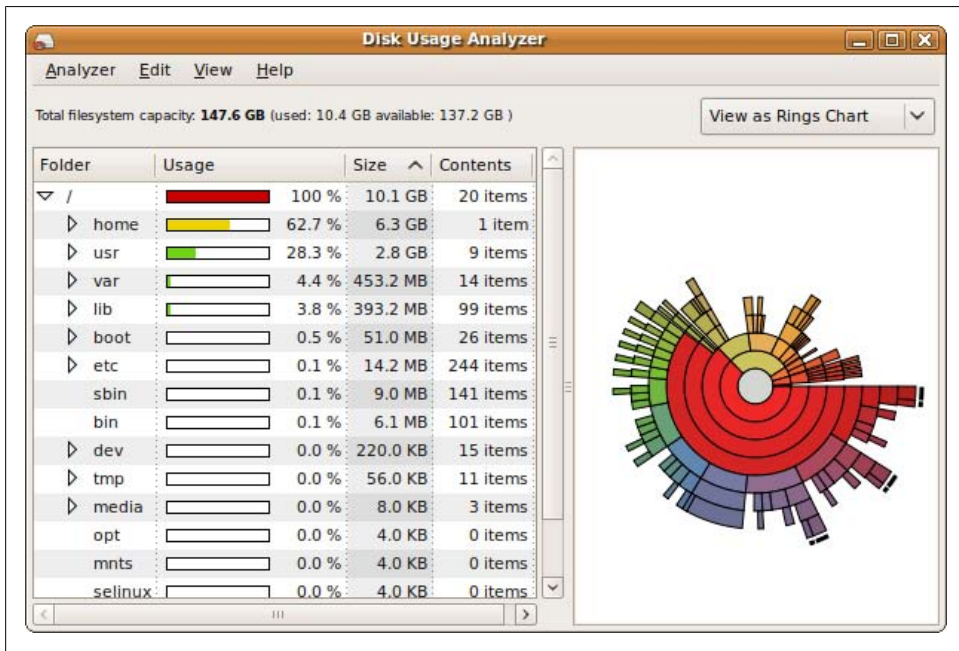 Disk Usage Analyzer
Analyzer Edit View Help
Total filesystem capacity: 147.6 GB (used: 10.4 GB available: 137.2 GB )
View as Rings Chart
Folder Usage Size Contents
/ 100 % 10.1 GB 20 items
home 62.7 % 6.3 GB 1 item
usr 28.3 % 2.8 GB 9 items
var 4.4 % 453.2 MB 14 items
lib 3.8 % 393.2 MB 99 items
boot 0.5 % 51.0 MB 26 items
etc 0.1 % 14.2 MB 244 items
sbin 0.1 % 9.0 MB 141 items
bin 0.1 % 6.1 MB 101 items
dev 0.0 % 220.0 KB 15 items
tmp 0.0 % 56.0 KB 11 items
media 0.0 % 8.0 KB 3 items
opt 0.0 % 4.0 KB 0 items
mnts 0.0 % 4.0 KB 0 items
selinux 0.0 % 4.0 KB 0 items